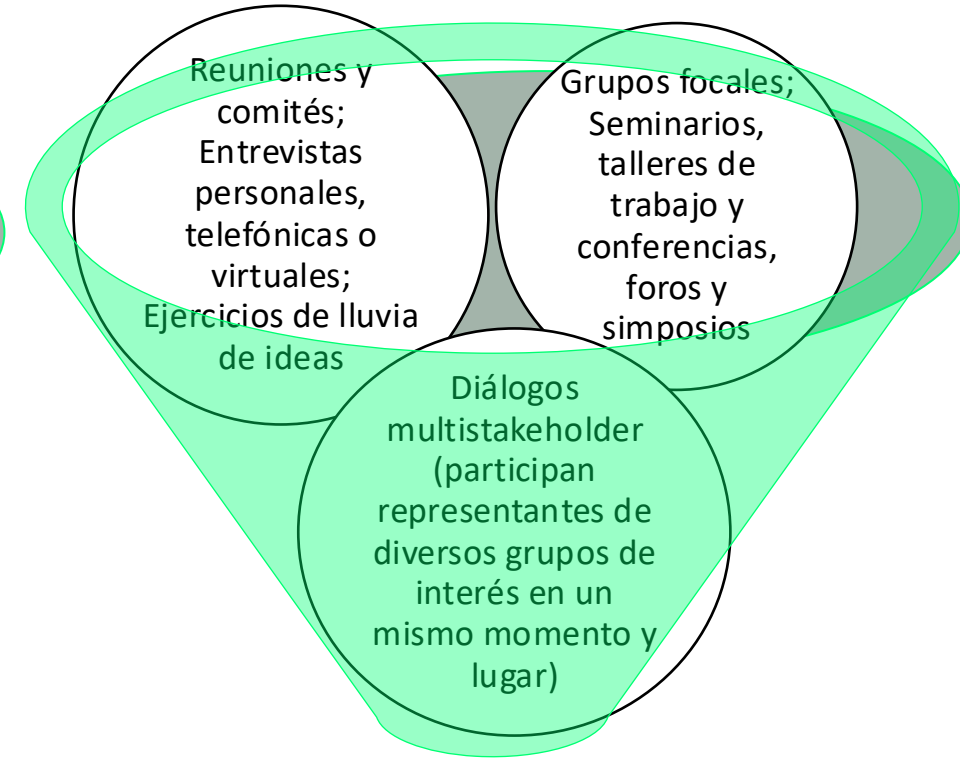 Reuniones y
comité;
Entrevistas
personales,
telefónicas o
virtuales;
Ejercicios de lluvia
de ideas
Grupos focales;
Seminarios,
talleres de
trabajo y
conferencias,
foros y
simposios
Diálogos
multistakeholder
(participan
representantes de
diversos grupos de
interés en un
mismo momento y
lugar)